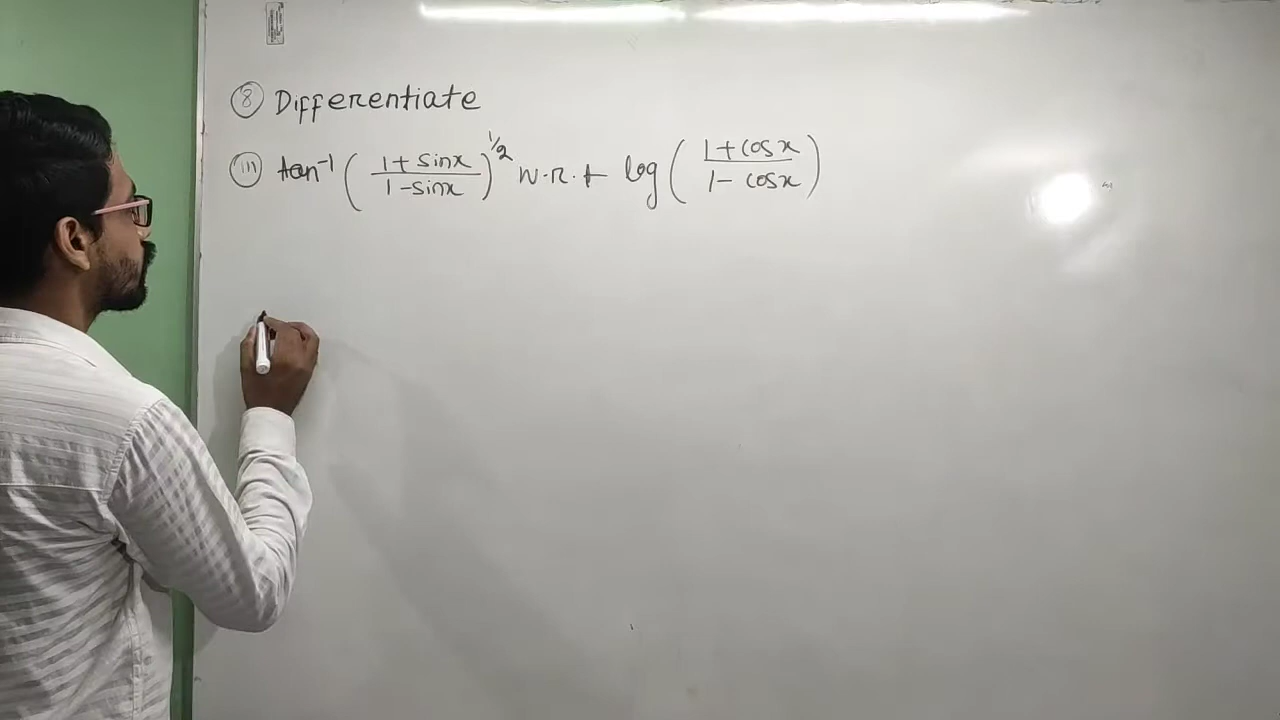 ⑧ Differentiate
(iii) tan⁻¹ ( 1+sinx / 1-sinx )^1/2 w.r.t log ( 1+cosx / 1-cosx )